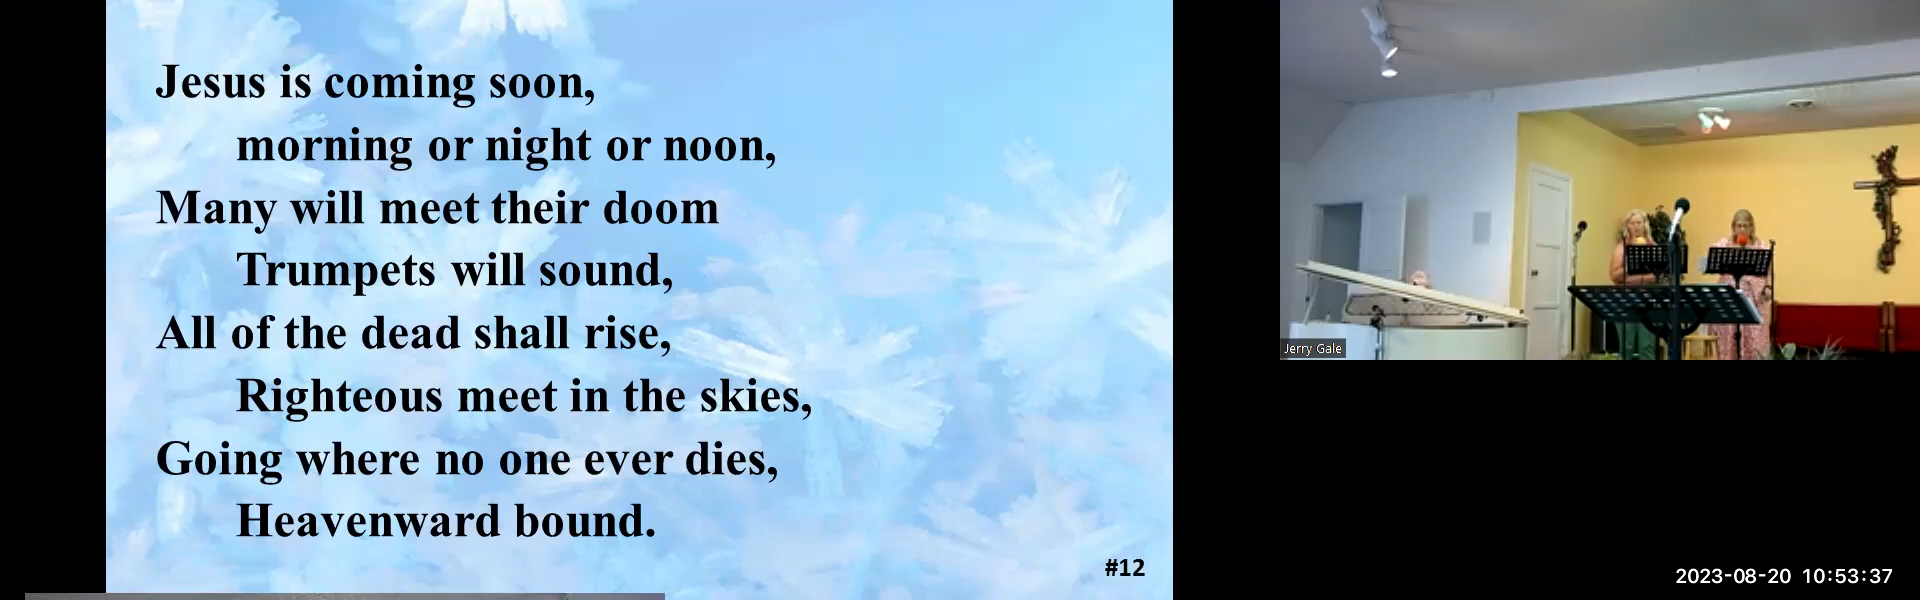 Jesus is coming soon,
morning or night or noon,
Many will meet their doom
Trumpets will sound,
All of the dead shall rise,
Righteous meet in the skies,
Going where no one ever dies,
Heavenward bound.
#12
Jerry Gale
2023-08-20 10:53:37